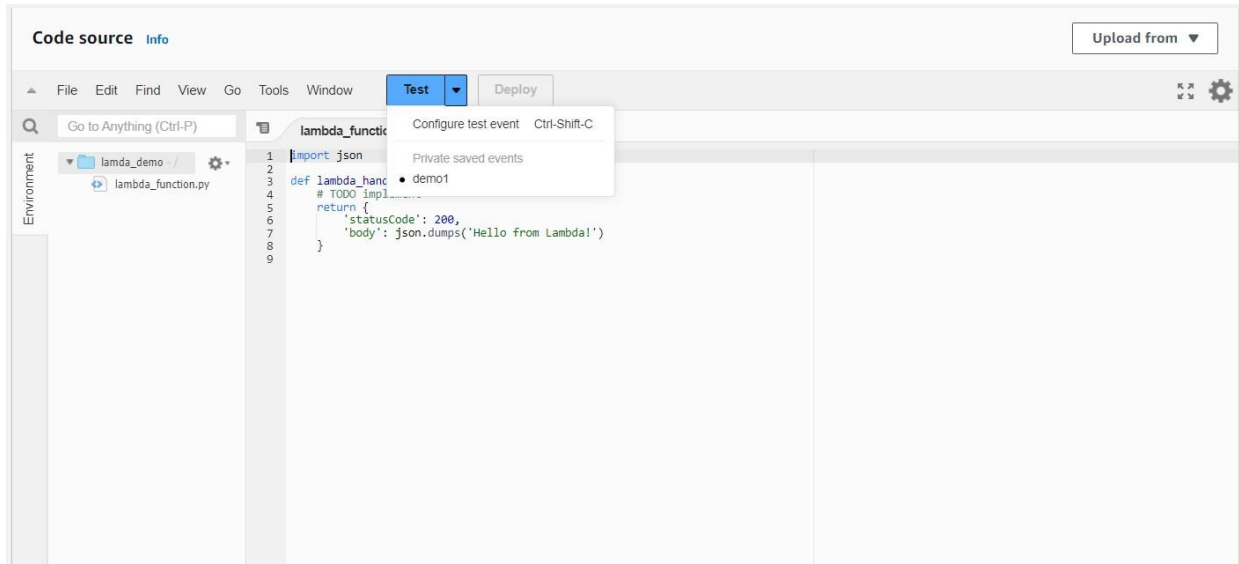 Code source Info
Upload from
File Edit Find View Go Tools Window Test Deploy
Go to Anything (Ctrl-P)
lambda_functic
Configure test event Ctrl-Shift-C
Private saved events
demo1
Environment
lamda_demo - /
lambda_function.py
1 import json
2
3 def lambda_hand
4 # TODO implement
5 return {
6 'statusCode': 200,
7 'body': json.dumps('Hello from Lambda!')
8 }
9